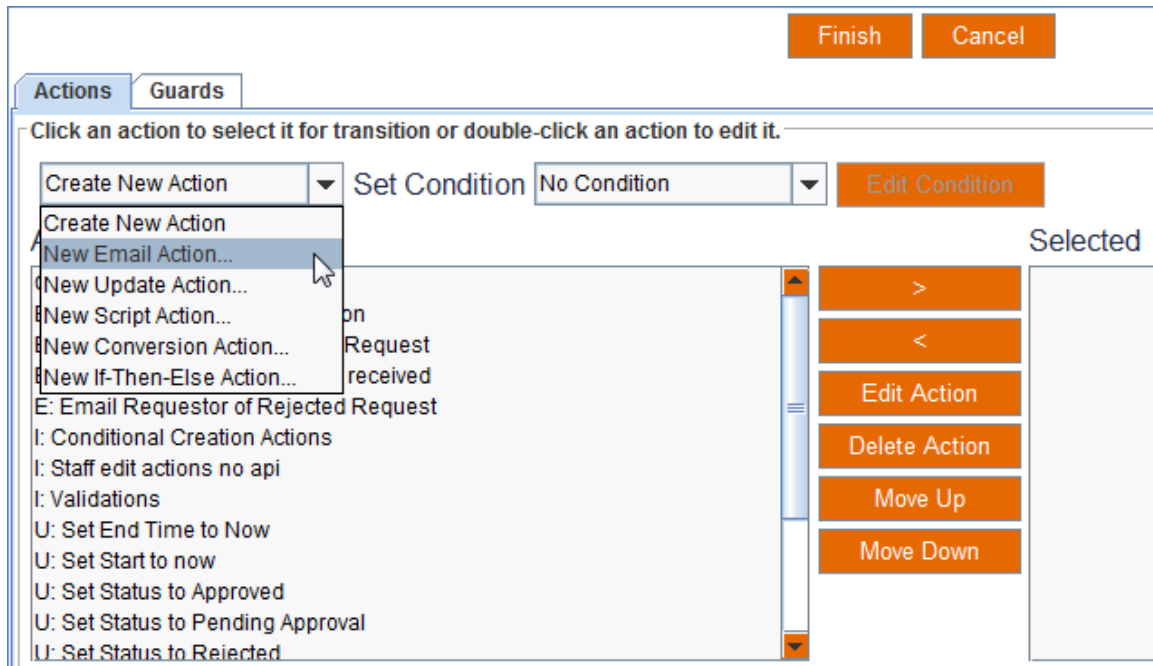 Finish Cancel
Actions Guards
Click an action to select it for transition or double-click an action to edit it.
Create New Action Set Condition No Condition Edit Condition
Create New Action
New Email Action...
Selected
New Update Action...
>
New Script Action...
New Conversion Action... Request
<
New If-Then-Else Action... received
E: Email Requestor of Rejected Request
Edit Action
I: Conditional Creation Actions
Delete Action
I: Staff edit actions no api
I: Validations
Move Up
U: Set End Time to Now
Move Down
U: Set Start to now
U: Set Status to Approved
U: Set Status to Pending Approval
U: Set Status to Rejected